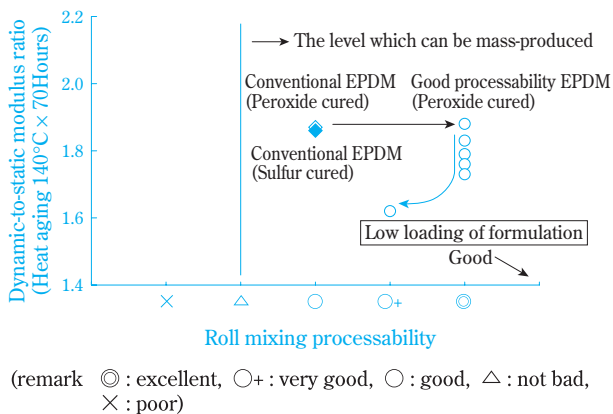 2.2
→ The level which can be mass-produced
Conventional EPDM
(Peroxide cured)
Good processability EPDM
(Peroxide cured)
2.0
1.8
Conventional EPDM
(Sulfur cured)
1.6
Low loading of formulation
Good
1.4
Dynamic-to-static modulus ratio
(Heat aging 140°C × 70Hours)
× △ ○ ○+ ◎
Roll mixing processability
(remark ◎ : excellent, ○+ : very good, ○ : good, △ : not bad,
× : poor)